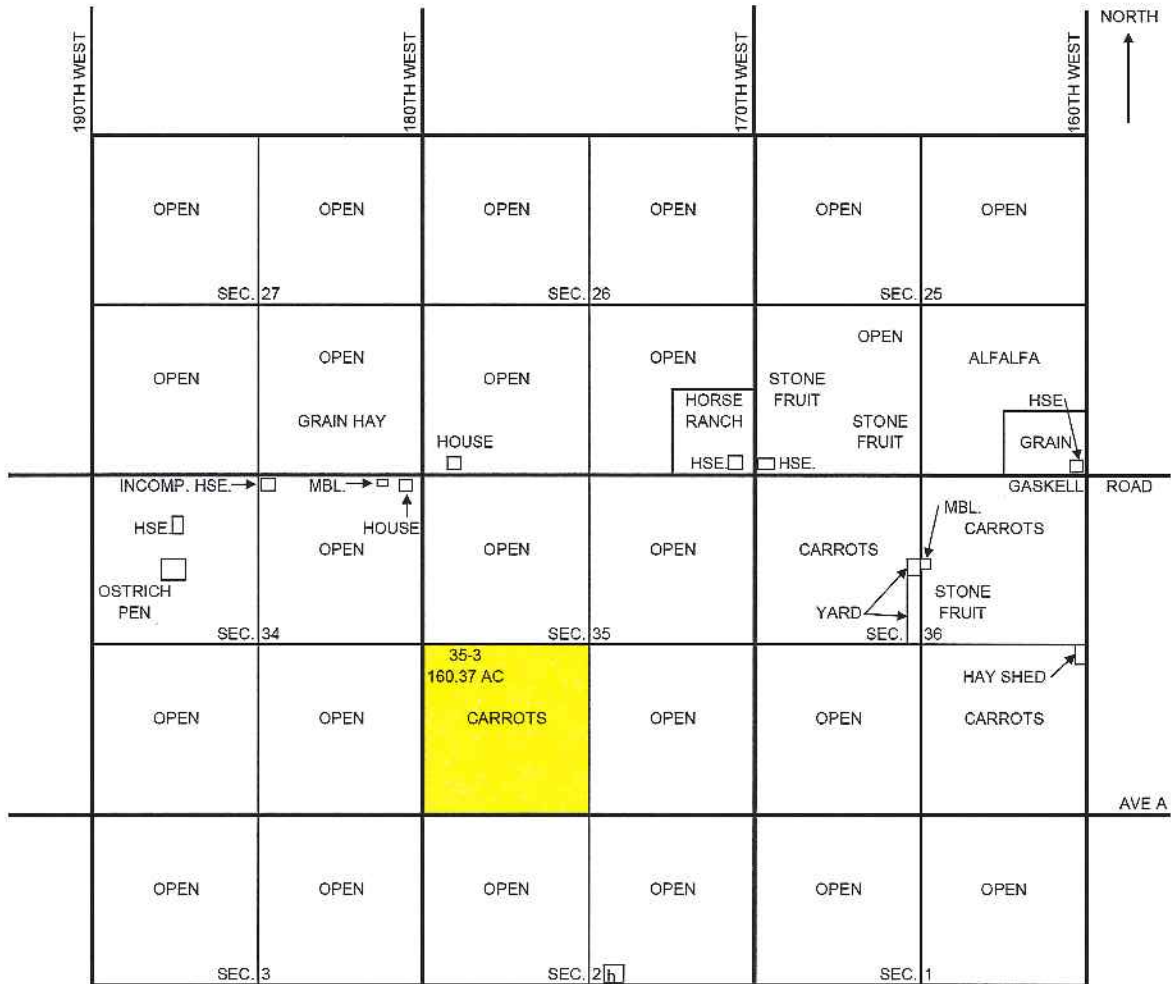 NORTH
190TH WEST
180TH WEST
170TH WEST
160TH WEST
OPEN
OPEN
OPEN
OPEN
OPEN
OPEN
SEC. 27
SEC. 26
SEC. 25
OPEN
OPEN
GRAIN HAY
OPEN
HOUSE
OPEN
HORSE
RANCH
HSE.
OPEN
STONE
FRUIT
STONE
FRUIT
HSE.
ALFALFA
HSE
GRAIN
GASKELL ROAD
INCOMP. HSE.
MBL.
HOUSE
HSE.
OSTRICH
PEN
OPEN
OPEN
OPEN
CARROTS
MBL.
CARROTS
YARD
STONE
FRUIT
SEC. 34
SEC. 35
SEC. 36
35-3
160.37 AC
HAY SHED
OPEN
OPEN
CARROTS
OPEN
OPEN
CARROTS
AVE A
OPEN
OPEN
OPEN
OPEN
OPEN
OPEN
SEC. 3
SEC. 2 h
SEC. 1